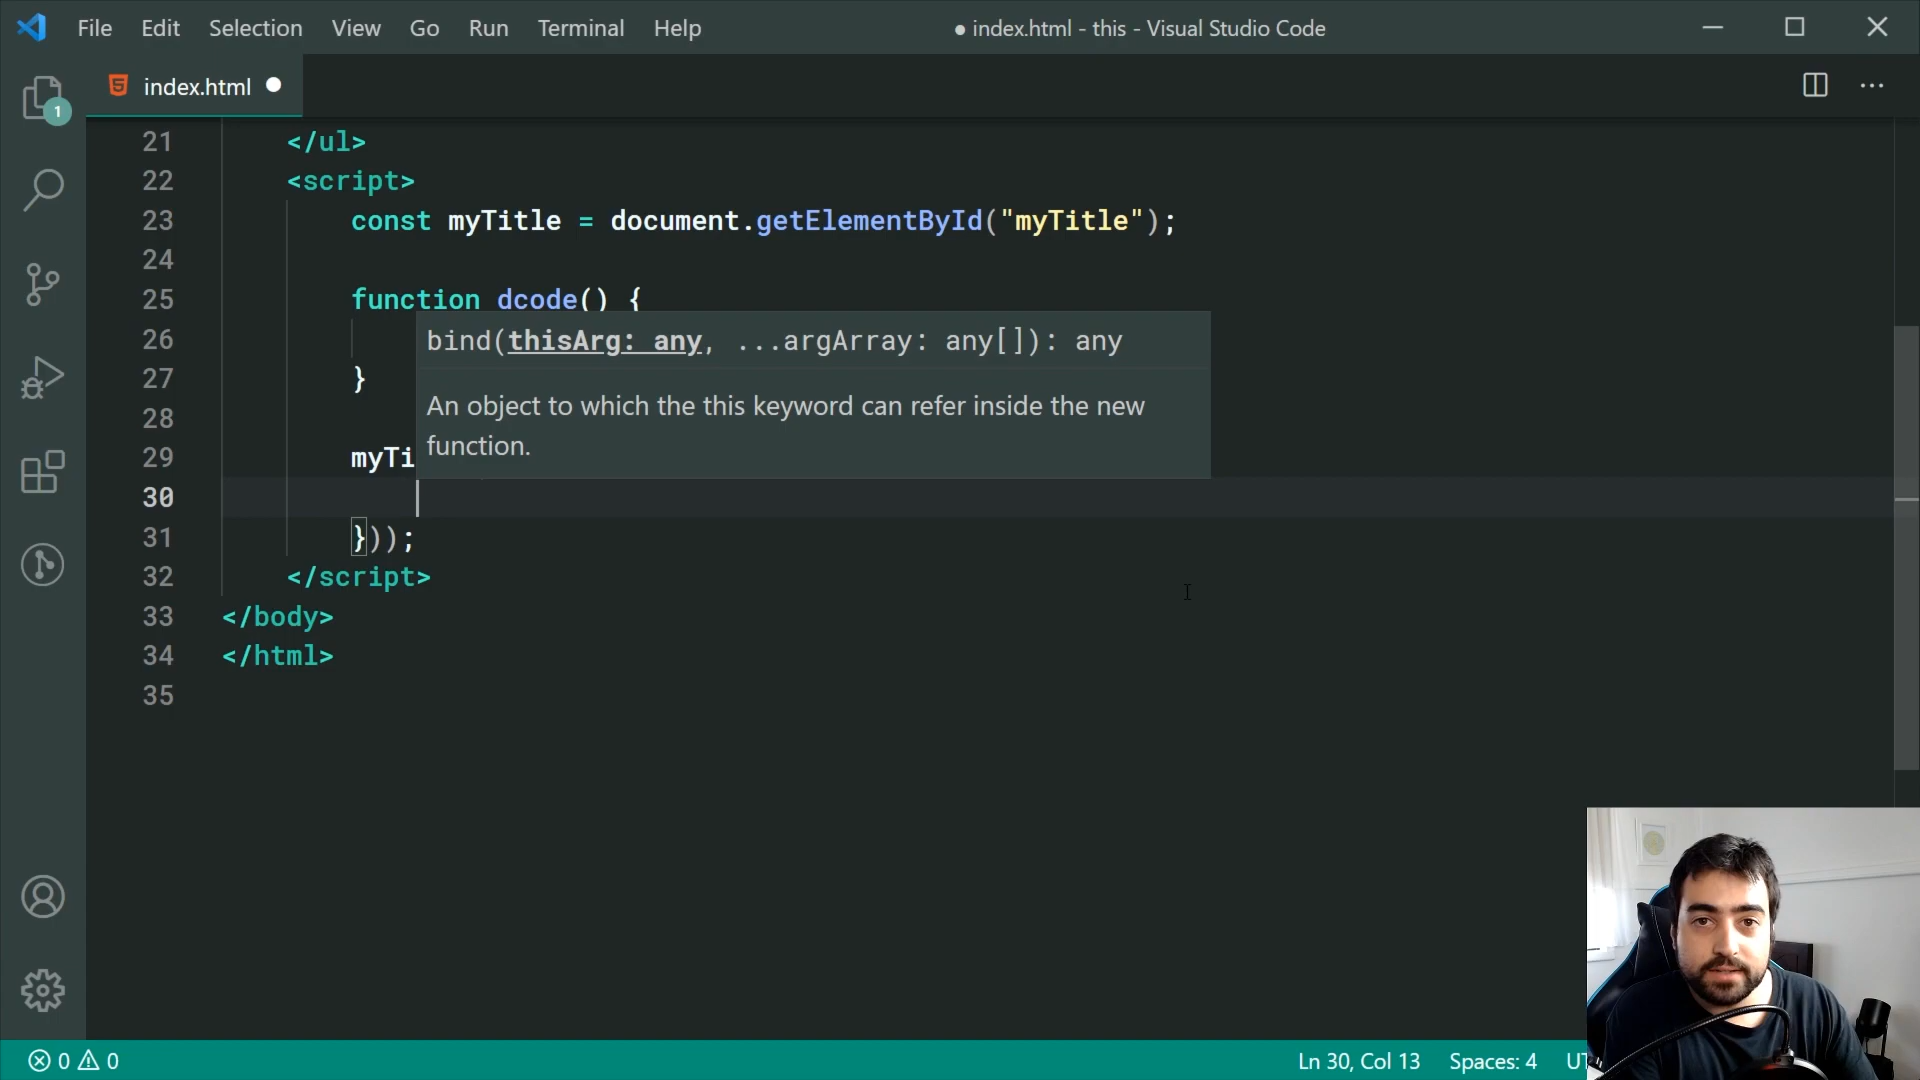 File Edit Selection View Go Run Terminal Help
● index.html - this - Visual Studio Code
index.html ●
1
21 </ul>
22 <script>
23 const myTitle = document.getElementById("myTitle");
24
25 function dcode() {
26
bind(thisArg: any, ...argArray: any[]): any
27 }
An object to which the this keyword can refer inside the new
28
function.
29 myTi
30
31 }));
32 </script>
33 </body>
34 </html>
35
0 0
Ln 30, Col 13 Spaces: 4